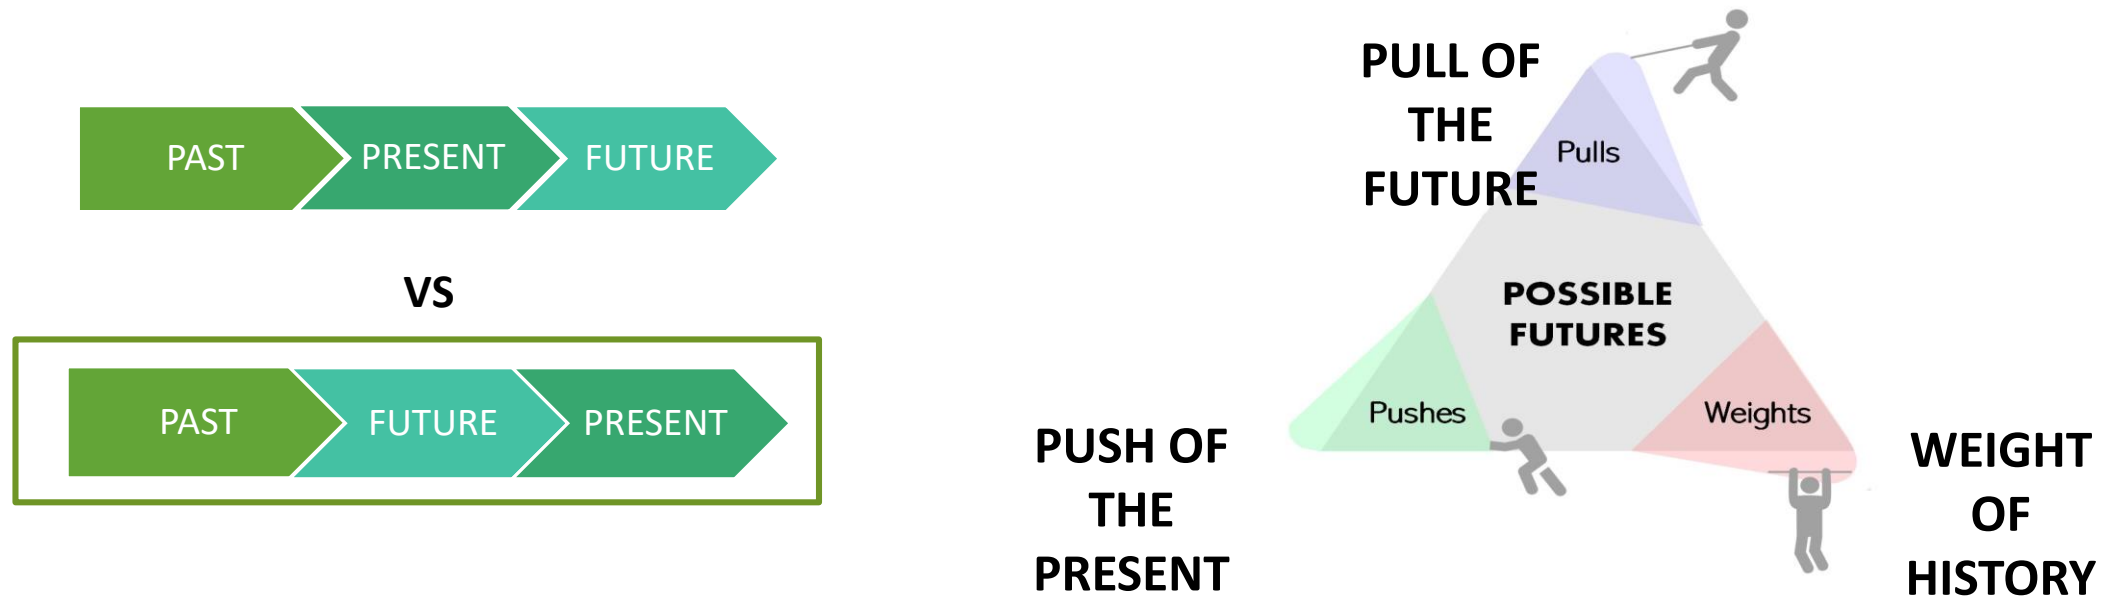 PAST PRESENT FUTURE
VS
PAST FUTURE PRESENT
PULL OF
THE
FUTURE
Pulls
POSSIBLE
FUTURES
Pushes
Weights
PUSH OF
THE
PRESENT
WEIGHT
OF
HISTORY